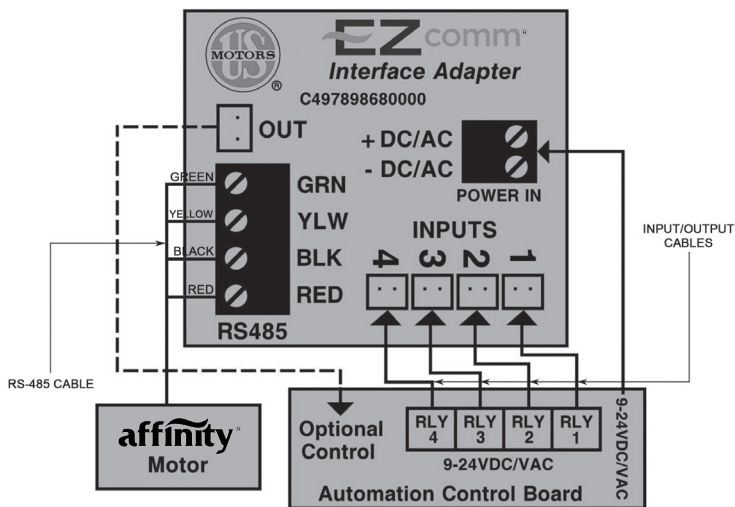 US
MOTORS
®
EZ comm®
Interface Adapter
C497898680000
OUT
+ DC/AC
- DC/AC
POWER IN
GREEN
GRN
YELLOW
YLW
BLACK
BLK
RED
RED
RS485
INPUTS
4 3 2 1
INPUT/OUTPUT
CABLES
RS-485 CABLE
affinity®
Motor
Optional
Control
RLY
4
RLY
3
RLY
2
RLY
1
9-24VDC/VAC
9-24VDC/VAC
Automation Control Board